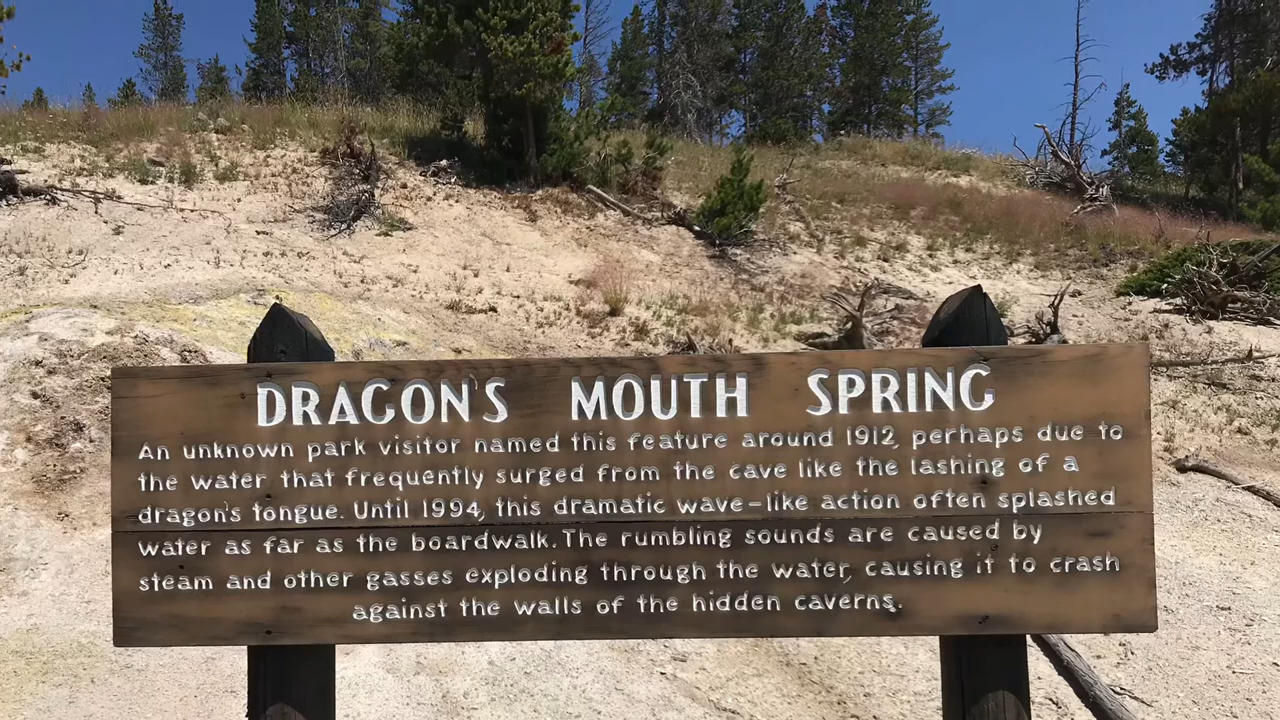 DRAGON'S MOUTH SPRING
An unknown park visitor named this feature around 1912, perhaps due to
the water that frequently surged from the cave like the lashing of a
dragon's tongue. Until 1994, this dramatic wave-like action often splashed
water as far as the boardwalk. The rumbling sounds are caused by
steam and other gasses exploding through the water, causing it to crash
against the walls of the hidden caverns.